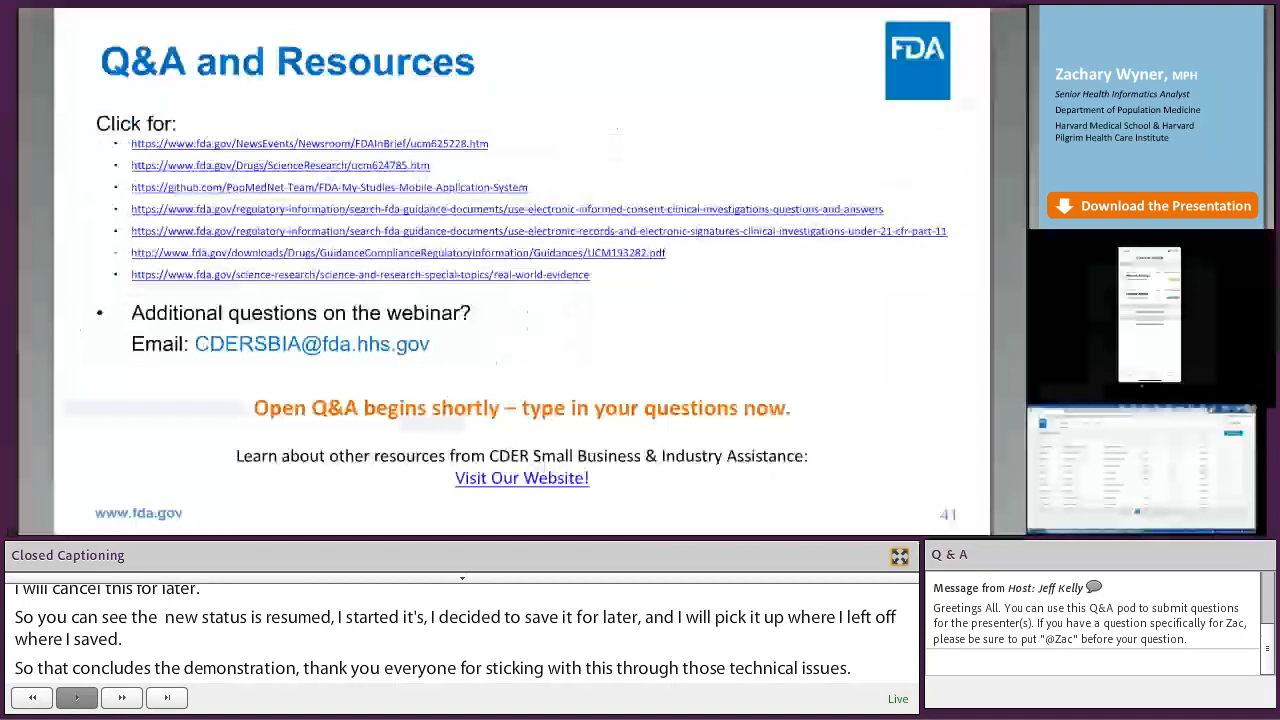 Q&A and Resources
FDA
Click for:
https://www.fda.gov/NewsEvents/Newsroom/FDAInBrief/ucm625228.htm
https://www.fda.gov/Drugs/ScienceResearch/ucm624785.htm
https://github.com/PopMedNet-Team/FDA-My-Studies-Mobile-Application-System
https://www.fda.gov/regulatory-information/search-fda-guidance-documents/use-electronic-informed-consent-clinical-investigations-questions-and-answers
https://www.fda.gov/regulatory-information/search-fda-guidance-documents/use-electronic-records-and-electronic-signatures-clinical-investigations-under-21-cfr-part-11
http://www.fda.gov/downloads/Drugs/GuidanceComplianceRegulatoryInformation/Guidances/UCM193282.pdf
https://www.fda.gov/science-research/science-and-research-special-topics/real-world-evidence
• Additional questions on the webinar?
Email: CDERSBIA@fda.hhs.gov
Open Q&A begins shortly – type in your questions now.
Learn about other resources from CDER Small Business & Industry Assistance:
Visit Our Website!
www.fda.gov
41
Zachary Wyner, MPH
Senior Health Informatics Analyst
Department of Population Medicine
Harvard Medical School & Harvard
Pilgrim Health Care Institute
Download the Presentation
Closed Captioning
I will cancel this for later.
So you can see the new status is resumed, I started it's, I decided to save it for later, and I will pick it up where I left off
where I saved.
So that concludes the demonstration, thank you everyone for sticking with this through those technical issues.
Live
Q & A
Message from Host: Jeff Kelly
Greetings All. You can use this Q&A pod to submit questions
for the presenter(s). If you have a question specifically for Zac,
please be sure to put "@Zac" before your question.